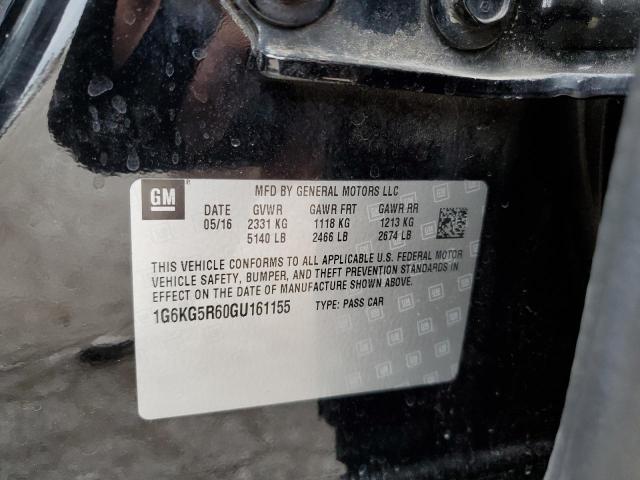 GM
MFD BY GENERAL MOTORS LLC
DATE GVWR GAWR FRT GAWR RR
05/16 2331 KG 1118 KG 1213 KG
5140 LB 2466 LB 2674 LB
THIS VEHICLE CONFORMS TO ALL APPLICABLE U.S. FEDERAL MOTOR
VEHICLE SAFETY, BUMPER, AND THEFT PREVENTION STANDARDS IN
EFFECT ON THE DATE OF MANUFACTURE SHOWN ABOVE.
1G6KG5R60GU161155 TYPE: PASS CAR